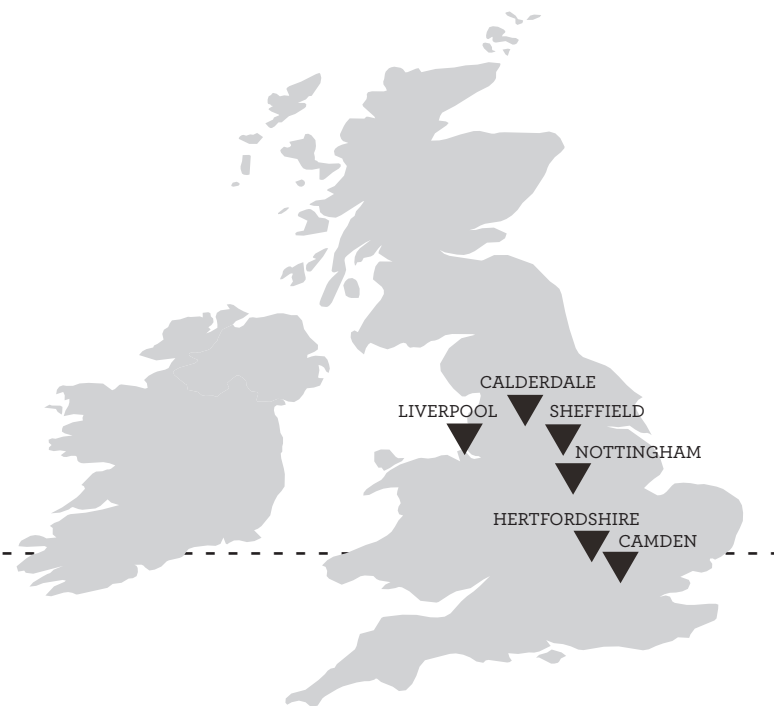 CALDERDALE
LIVERPOOL
SHEFFIELD
NOTTINGHAM
HERTFORDSHIRE
CAMDEN